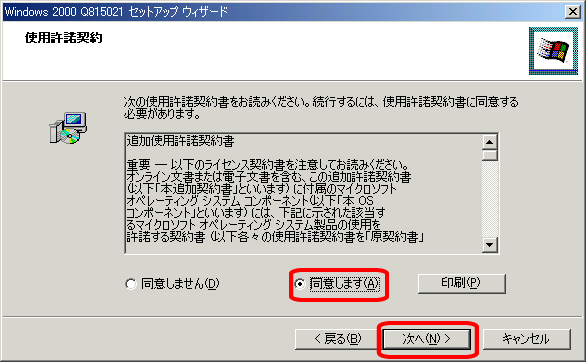 Windows 2000 Q815021 セットアップ ウィザード
使用許諾契約
次の使用許諾契約書をお読みください。続行するには、使用許諾契約書に同意する
必要があります。
追加使用許諾契約書
重要 ― 以下のライセンス契約書を注意してお読みください。
オンライン文書または電子文書を含む、この追加許諾契約書
(以下「本追加契約書」といいます) に付属のマイクロソフト
オペレーティング システム コンポーネント (以下「本 OS
コンポーネント」といいます) には、下記に示された該当す
るマイクロソフト オペレーティング システム製品の使用を
許諾する契約書 (以下各々の使用許諾契約書を「原契約書」
同意しません(D)
同意します(A)
印刷(P)
< 戻る(B)
次へ(N) >
キャンセル